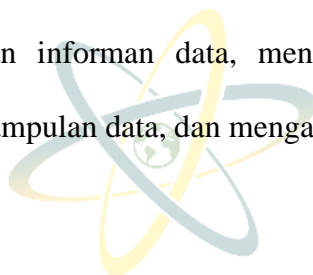 n informan data, men
mpulan data, dan menga